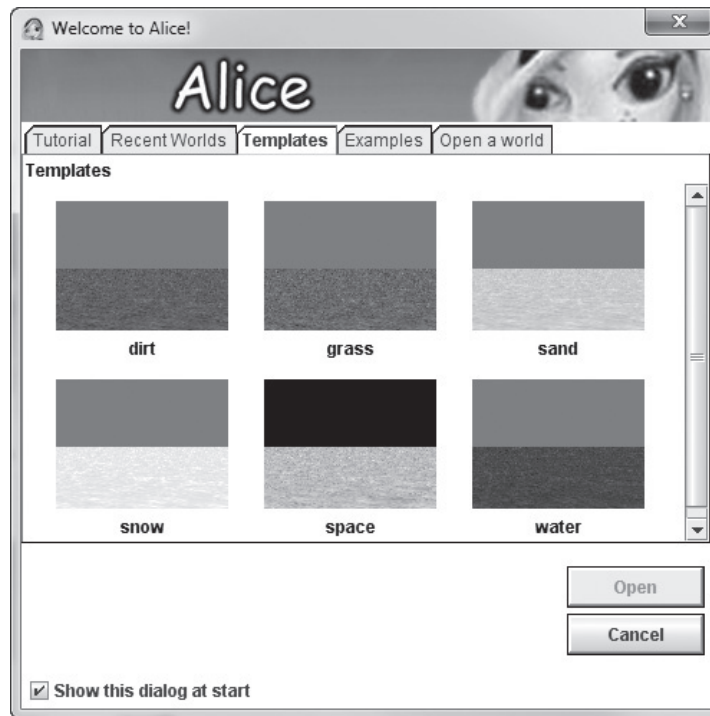 Welcome to Alice!
Alice
Tutorial Recent Worlds Templates Examples Open a world
Templates
dirt grass sand
snow space water
Open
Cancel
Show this dialog at start